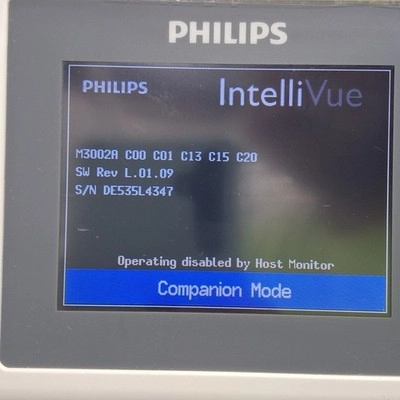 PHILIPS
PHILIPS IntelliVue
M3002A C00 C01 C13 C15 C20
SW Rev L.01.09
S/N DE535L4347
Operating disabled by Host Monitor
Companion Mode